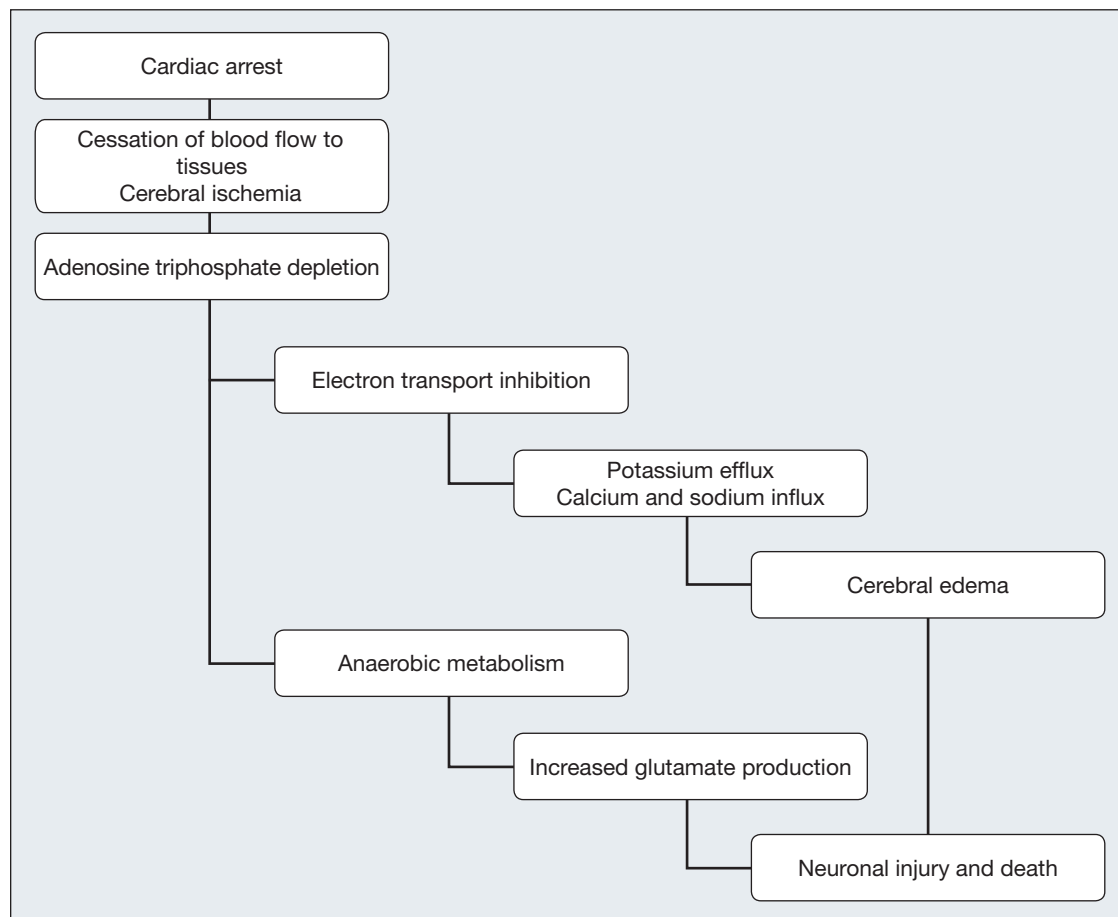 Cardiac arrest
Cessation of blood flow to
tissues
Cerebral ischemia
Adenosine triphosphate depletion
Electron transport inhibition
Potassium efflux
Calcium and sodium influx
Cerebral edema
Anaerobic metabolism
Increased glutamate production
Neuronal injury and death